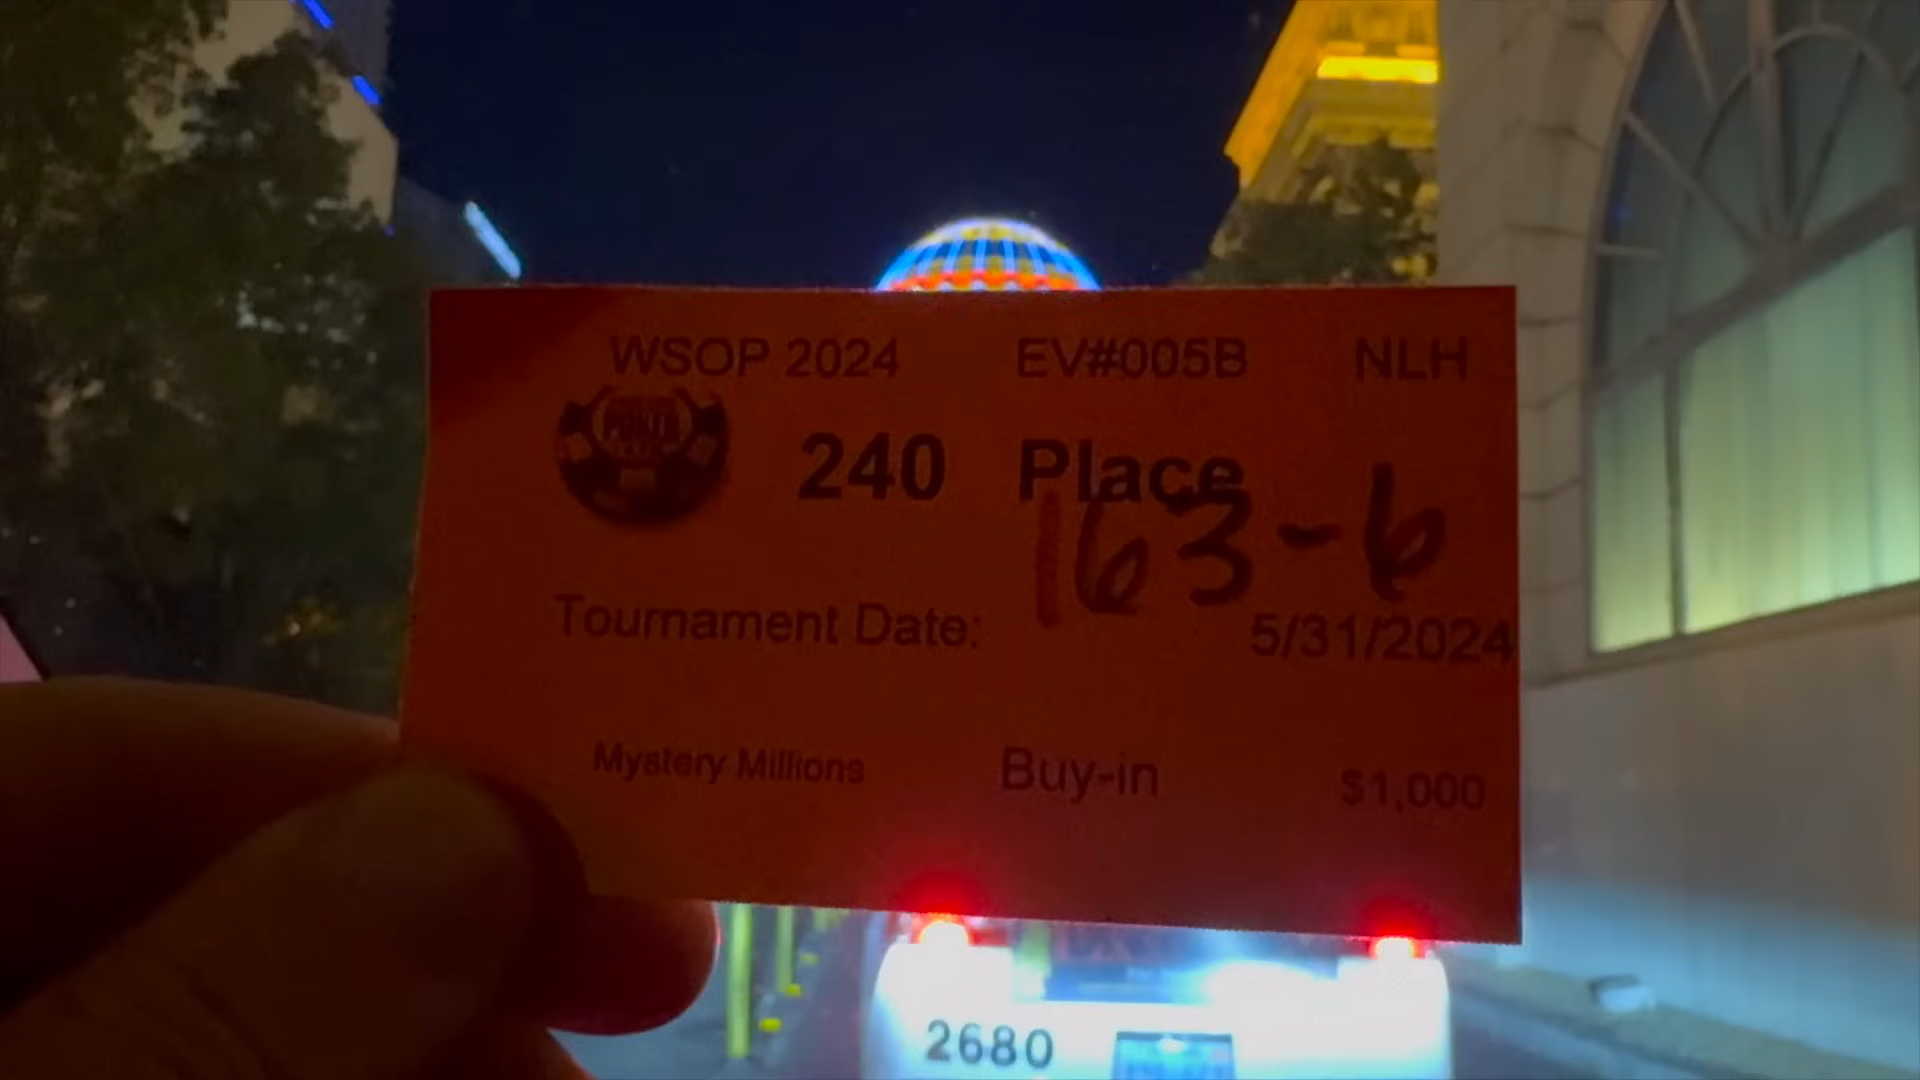 WSOP 2024 EV#005B NLH
POKER
240 Place
163-6
Tournament Date: 5/31/2024
Mystery Millions Buy-in $1,000
2680